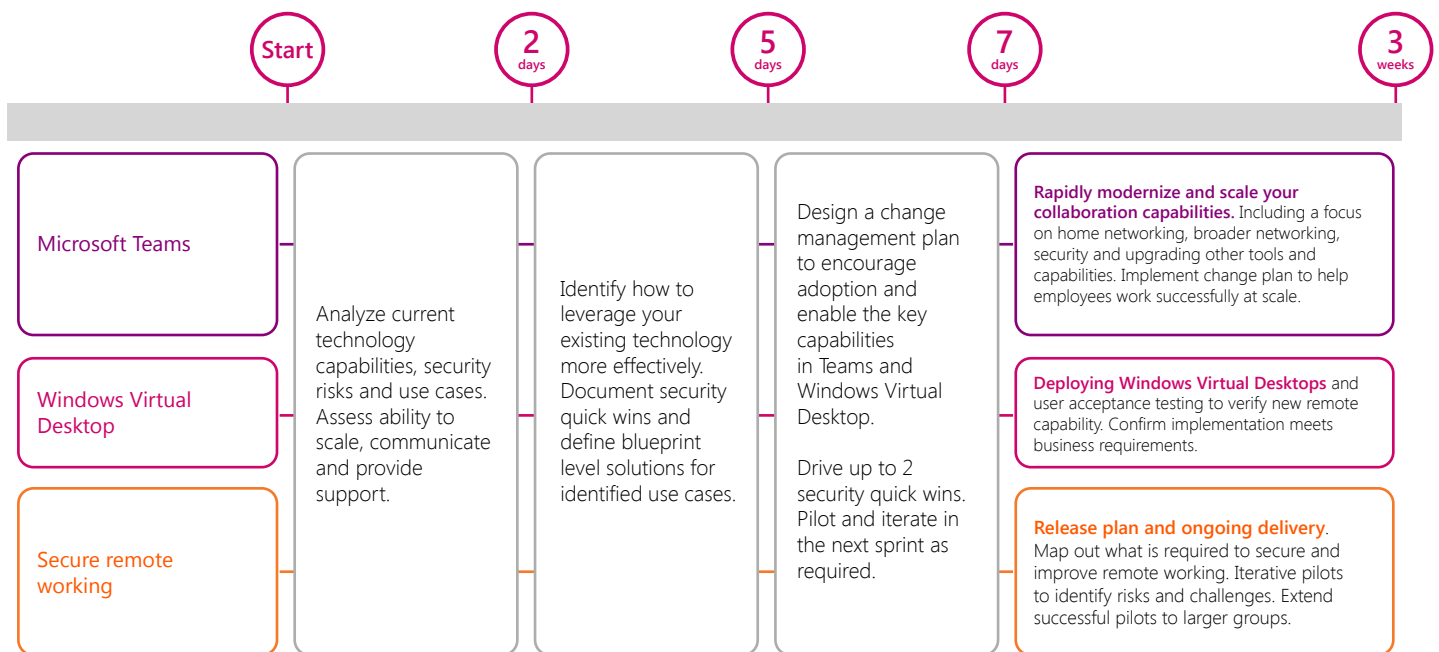 Start
2
days
5
days
7
days
3
weeks
Microsoft Teams
Windows Virtual
Desktop
Secure remote
working
Analyze current
technology
capabilities, security
risks and use cases.
Assess ability to
scale, communicate
and provide
support.
Identify how to
leverage your
existing technology
more effectively.
Document security
quick wins and
define blueprint
level solutions for
identified use cases.
Design a change
management plan
to encourage
adoption and
enable the key
capabilities
in Teams and
Windows Virtual
Desktop.
Drive up to 2
security quick wins.
Pilot and iterate in
the next sprint as
required.
Rapidly modernize and scale your
collaboration capabilities. Including a focus
on home networking, broader networking,
security and upgrading other tools and
capabilities. Implement change plan to help
employees work successfully at scale.
Deploying Windows Virtual Desktops and
user acceptance testing to verify new remote
capability. Confirm implementation meets
business requirements.
Release plan and ongoing delivery.
Map out what is required to secure and
improve remote working. Iterative pilots
to identify risks and challenges. Extend
successful pilots to larger groups.